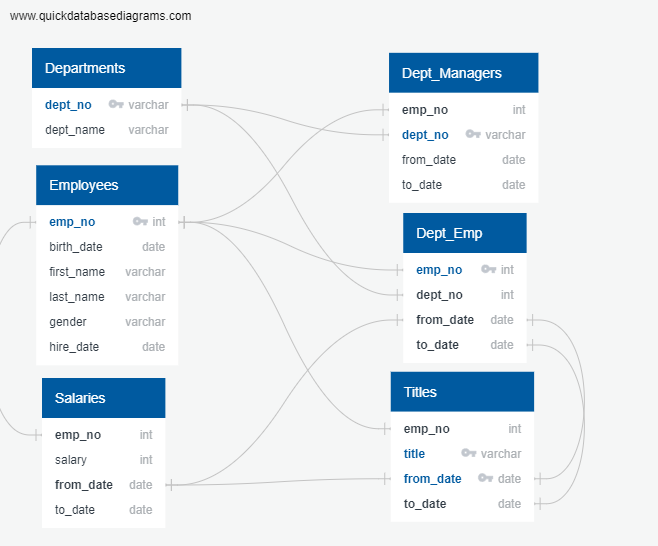 www.quickdatabasediagrams.com
Departments
dept_no varchar
dept_name varchar
Employees
emp_no int
birth_date date
first_name varchar
last_name varchar
gender varchar
hire_date date
Salaries
emp_no int
salary int
from_date date
to_date date
Dept_Managers
emp_no int
dept_no varchar
from_date date
to_date date
Dept_Emp
emp_no int
dept_no int
from_date date
to_date date
Titles
emp_no int
title varchar
from_date date
to_date date